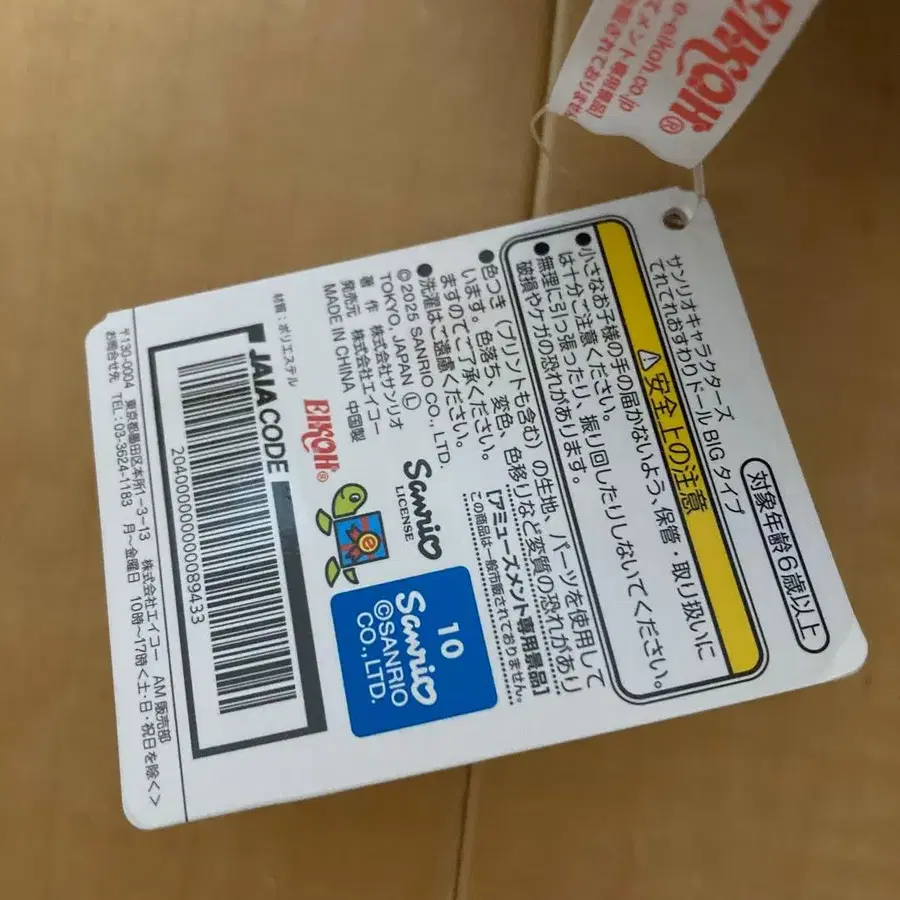 EIKOH®
e-eikoh.co.jp
サンリオキャラクターズ
てれてれおすわりドール BIG タイプ
対象年齢6歳以上
⚠安全上の注意
●小さなお子様の手の届かないよう、保管・取り扱いに
は十分ご注意ください。
●無理に引っ張ったり、振り回したりしないでください。
破損やケガの恐れがあります。
●色つき（プリントも含む）の生地、パーツを使用して
います。色落ち、変色、色移りなど変質の恐れがあり
ますのでご了承ください。
●洗濯はご遠慮ください。
[アミューズメント専用景品]
この商品は一般市販されておりません。
©2025 SANRIO CO., LTD.
TOKYO, JAPAN Ⓛ
著 作 株式会社サンリオ
発売元 株式会社エイコー
MADE IN CHINA 中国製
Sanrio
LICENSE
EIKOH®
e
10
Sanrio
©SANRIO
CO.,LTD.
材質：ポリエステル
JAIA CODE
2040000000089433
〒130-0004 東京都墨田区本所1-3-13 株式会社エイコー AM販売部
お問合せ先 TEL：03-3624-1183 月〜金曜日 10時〜17時<土・日・祝日を除く>